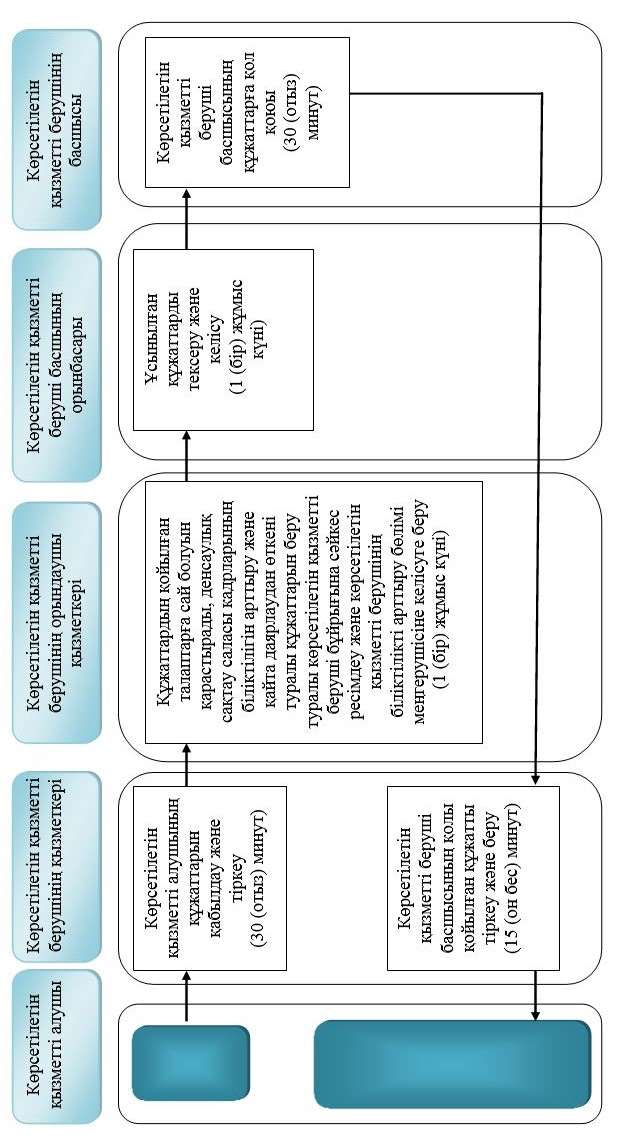 Көрсетілетін
қызметті алушы
Көрсетілетін қызметті
берушінің қызметкері
Көрсетілетін қызметті
берушінің орындаушы
қызметкері
Көрсетілетін қызметті
беруші басшының
орынбасары
Көрсетілетін
қызметті берушінің
басшысы
Көрсетілетін
қызметті алушының
құжаттарын
қабылдау және
тіркеу
(30 (отыз) минут)
Құжаттардың қойылған
талаптарға сай болуын
қарастырады, денсаулық
сақтау саласы кадрларының
біліктілігін арттыру және
қайта даярлаудан өткені
туралы құжаттарын беру
туралы көрсетілетін қызметті
беруші бұйрығына сәйкес
ресімдеу және көрсетілетін
қызметті берушінің
біліктілікті арттыру бөлімі
меңгерушісіне келісуге беру
(1 (бір) жұмыс күні)
Ұсынылған
құжаттарды
тексеру және
келісу
(1 (бір) жұмыс
күні)
Көрсетілетін
қызметті
беруші
басшысының
құжаттарға қол
қоюы
(30 (отыз)
минут)
Көрсетілетін
қызметті беруші
басшысының қолы
қойылған құжатты
тіркеу және беру
(15 (он бес) минут)